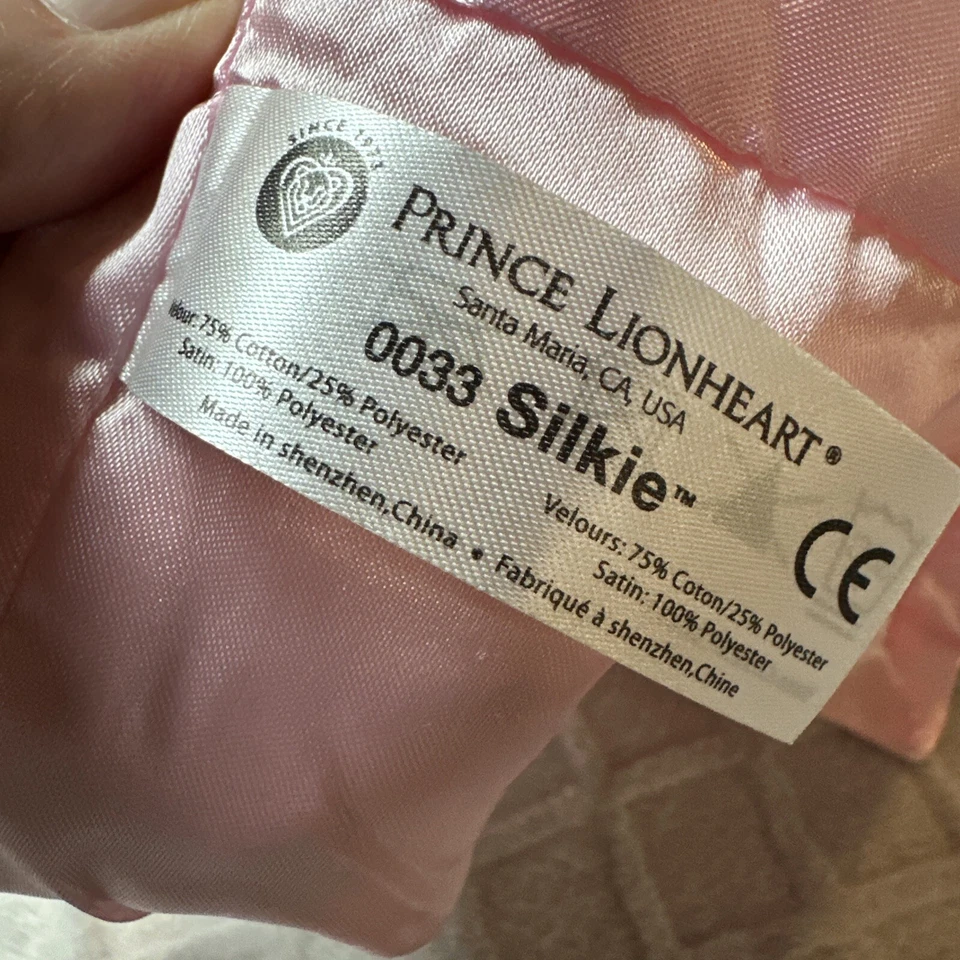 SINCE 1973
PRINCE LIONHEART®
Santa Maria, CA, USA
0033 Silkie™
Velour: 75% Cotton/25% Polyester
Satin: 100% Polyester
Made in shenzhen,China • Fabriqué à shenzhen,Chine
Velours: 75% Coton/25% Polyester
Satin: 100% Polyester
CE